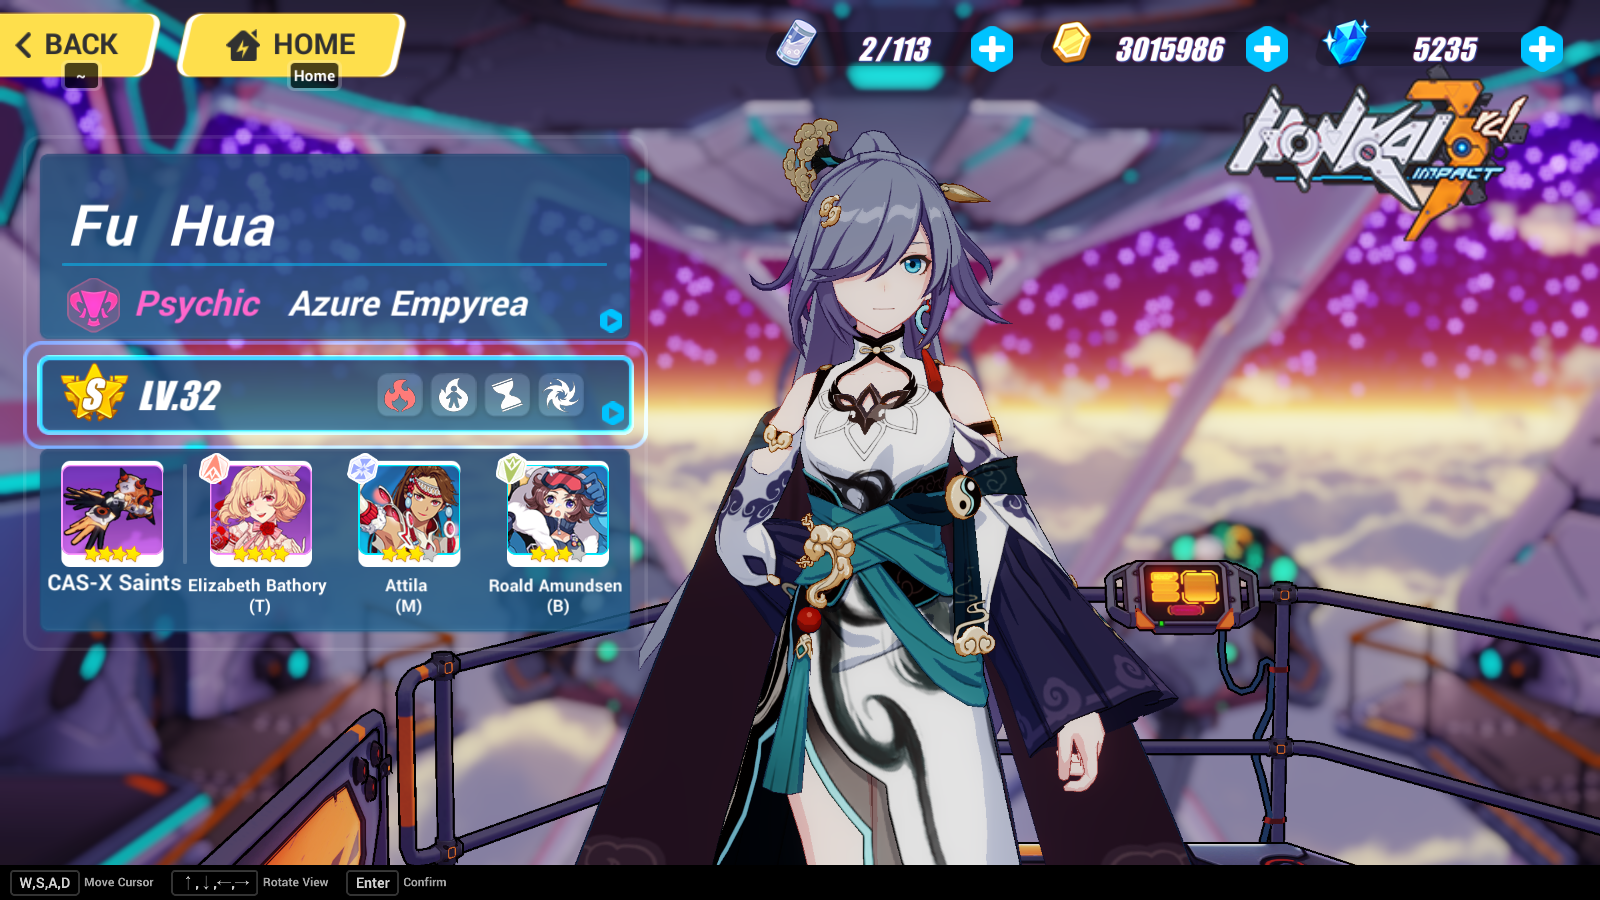 BACK
~
HOME
Home
2/113
3015986
5235
HONKAI 3rd
IMPACT
Fu Hua
Psychic Azure Empyrea
S LV.32
CAS-X Saints
Elizabeth Bathory
(T)
Attila
(M)
Roald Amundsen
(B)
W,S,A,D Move Cursor ↑,↓,←,→ Rotate View Enter Confirm